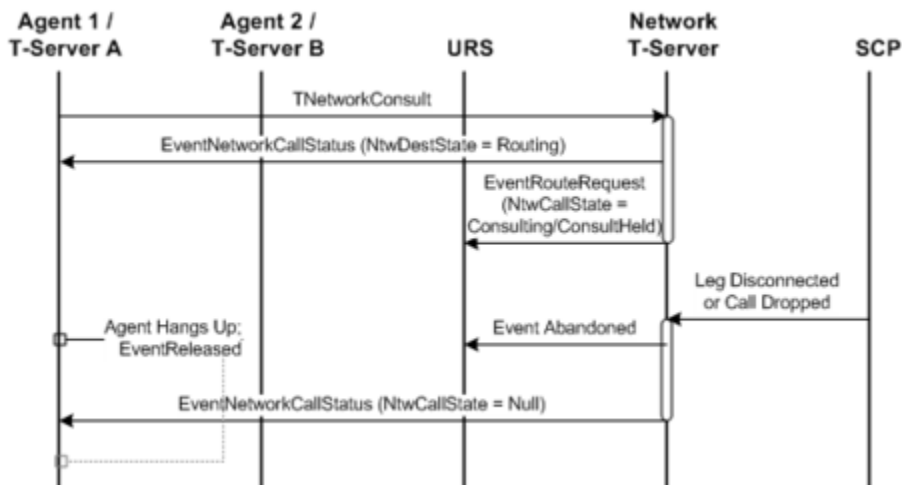 Agent 1 /
T-Server A
Agent 2 /
T-Server B
URS
Network
T-Server
SCP
TNetworkConsult
EventNetworkCallStatus (NtwDestState = Routing)
EventRouteRequest
(NtwCallState =
Consulting/ConsultHeld)
Leg Disconnected
or Call Dropped
Agent Hangs Up:
EventReleased
Event Abandoned
EventNetworkCallStatus (NtwCallState = Null)